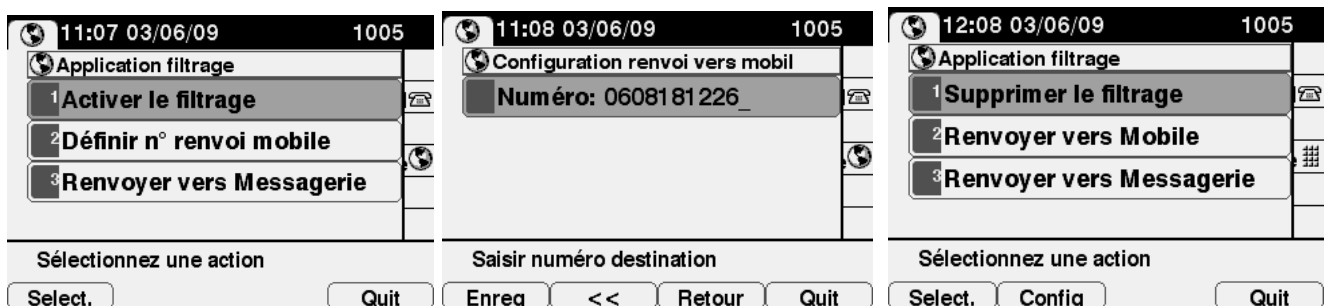 11:07 03/06/09 1005
Application filtrage
1 Activer le filtrage
2 Définir n° renvoi mobile
3 Renvoyer vers Messagerie
Sélectionnez une action
Select. Quit
11:08 03/06/09 1005
Configuration renvoi vers mobil
Numéro: 0608181226_
Saisir numéro destination
Enreg << Retour Quit
12:08 03/06/09 1005
Application filtrage
1 Supprimer le filtrage
2 Renvoyer vers Mobile
3 Renvoyer vers Messagerie
Sélectionnez une action
Select. Config Quit